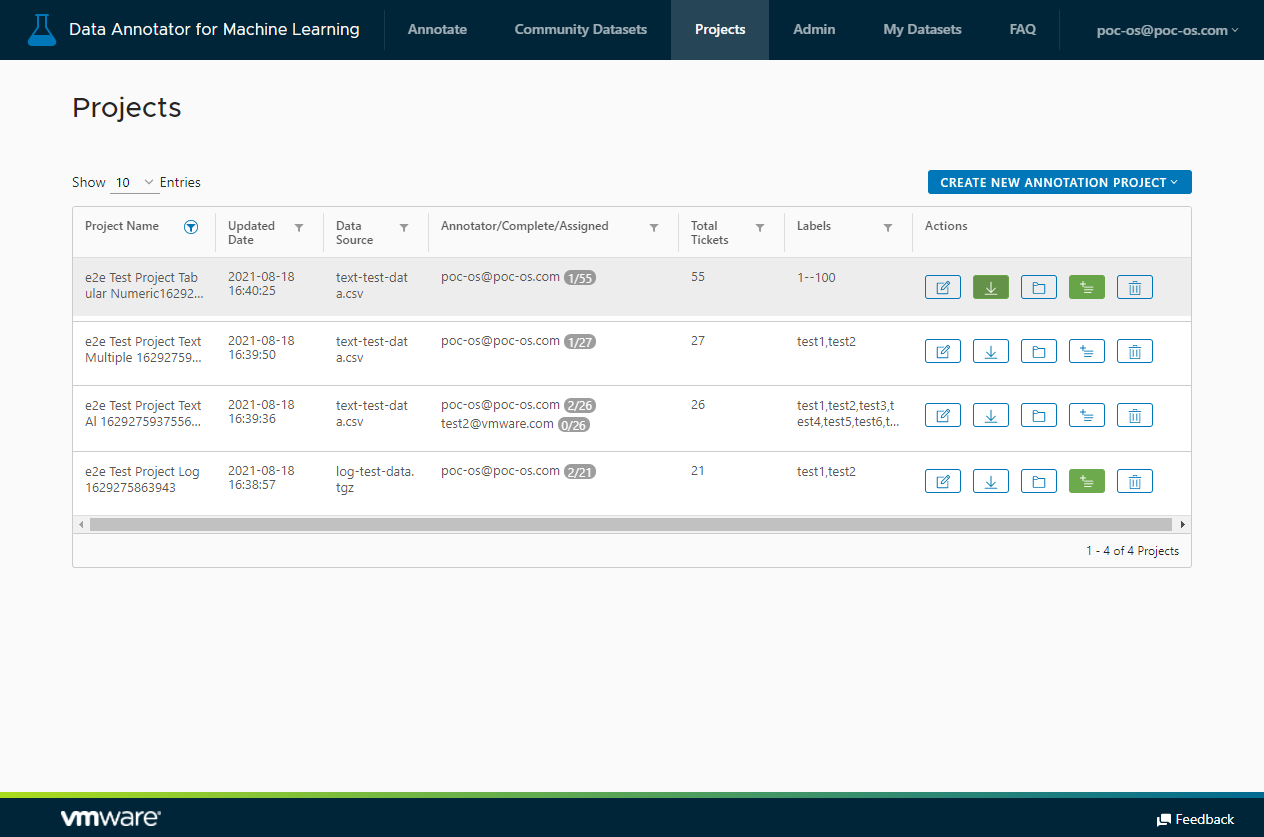 Data Annotator for Machine Learning
Annotate
Community Datasets
Projects
Admin
My Datasets
FAQ
poc-os@poc-os.com
Projects
Show 10 Entries
CREATE NEW ANNOTATION PROJECT
Project Name
Updated
Date
Data
Source
Annotator/Complete/Assigned
Total
Tickets
Labels
Actions
e2e Test Project Tab
ular Numeric16292...
2021-08-18
16:40:25
text-test-dat
a.csv
poc-os@poc-os.com 1/55
55
1--100
e2e Test Project Text
Multiple 16292759...
2021-08-18
16:39:50
text-test-dat
a.csv
poc-os@poc-os.com 1/27
27
test1,test2
e2e Test Project Text
Al 1629275937556...
2021-08-18
16:39:36
text-test-dat
a.csv
poc-os@poc-os.com 2/26
test2@vmware.com 0/26
26
test1,test2,test3,t
est4,test5,test6,t...
e2e Test Project Log
1629275863943
2021-08-18
16:38:57
log-test-data.
tgz
poc-os@poc-os.com 2/21
21
test1,test2
1 - 4 of 4 Projects
vmware
Feedback